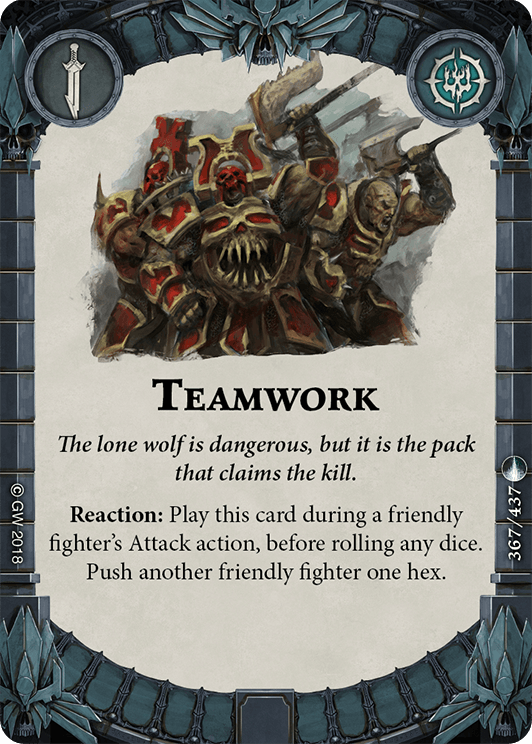 TEAMWORK
The lone wolf is dangerous, but it is the pack
that claims the kill.
Reaction: Play this card during a friendly
fighter's Attack action, before rolling any dice.
Push another friendly fighter one hex.
© GW 2018
367/437